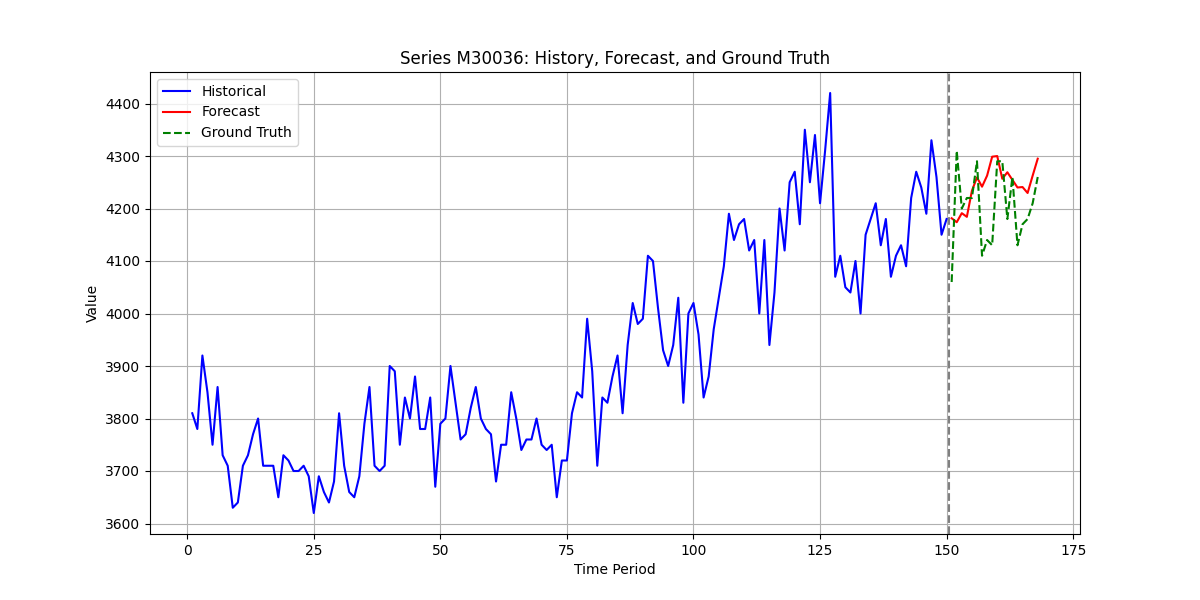 Series M30036: History, Forecast, and Ground Truth
Historical
Forecast
Ground Truth
4400
4300
4200
4100
4000
3900
3800
3700
3600
Value
0 25 50 75 100 125 150 175
Time Period